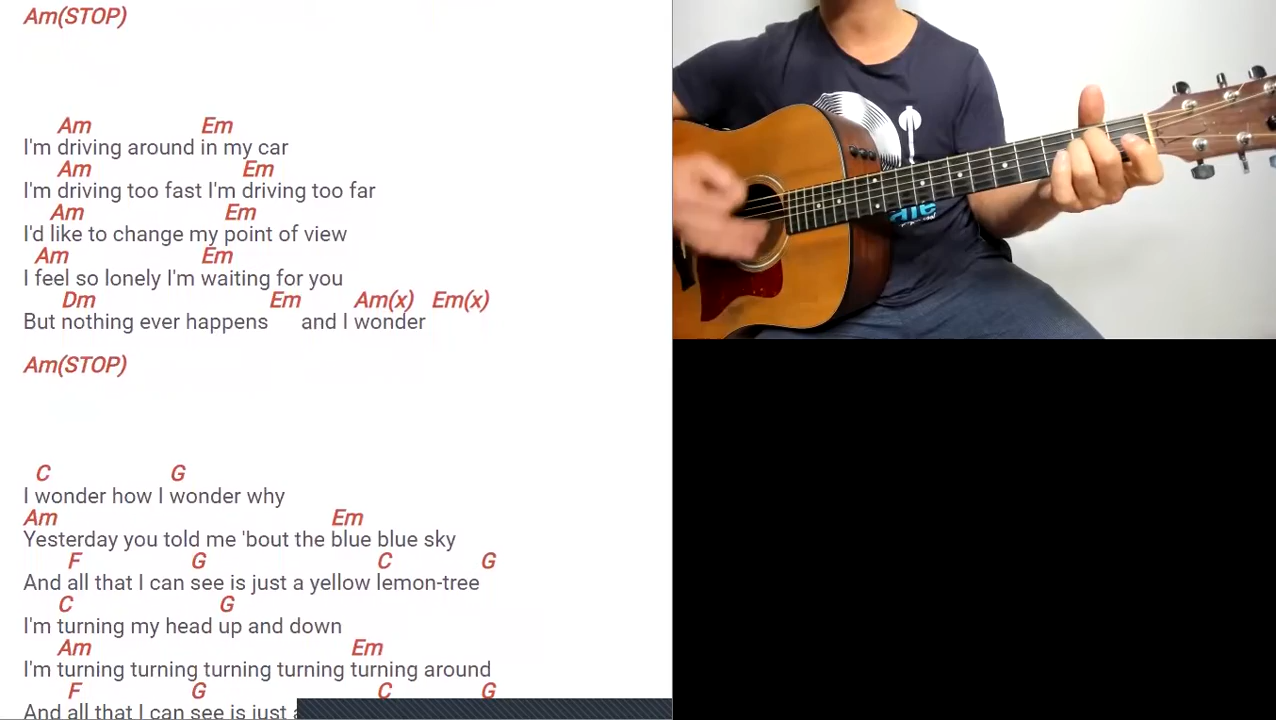 Am(STOP)
Am Em
I'm driving around in my car
Am Em
I'm driving too fast I'm driving too far
Am Em
I'd like to change my point of view
Am Em
I feel so lonely I'm waiting for you
Dm Em Am(x) Em(x)
But nothing ever happens and I wonder
Am(STOP)
C G
I wonder how I wonder why
Am Em
Yesterday you told me 'bout the blue blue sky
F G C G
And all that I can see is just a yellow lemon-tree
C G
I'm turning my head up and down
Am Em
I'm turning turning turning turning turning around
F G C G
And all that I can see is just a